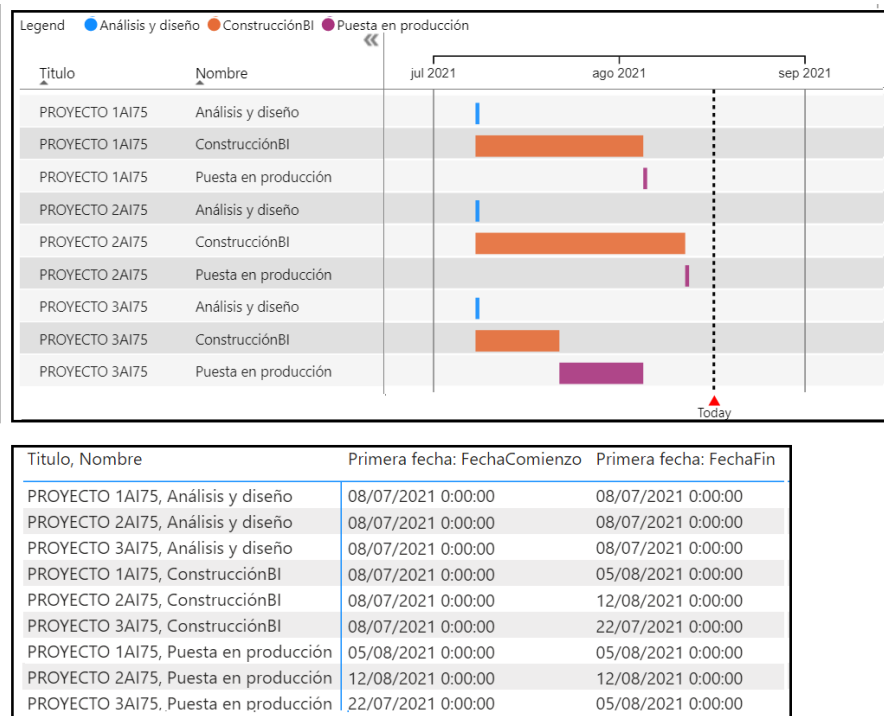 Legend Análisis y diseño ConstrucciónBI Puesta en producción
jul 2021 ago 2021 sep 2021
Titulo Nombre
PROYECTO 1AI75 Análisis y diseño
PROYECTO 1AI75 ConstrucciónBI
PROYECTO 1AI75 Puesta en producción
PROYECTO 2AI75 Análisis y diseño
PROYECTO 2AI75 ConstrucciónBI
PROYECTO 2AI75 Puesta en producción
PROYECTO 3AI75 Análisis y diseño
PROYECTO 3AI75 ConstrucciónBI
PROYECTO 3AI75 Puesta en producción
Today
Titulo, Nombre Primera fecha: FechaComienzo Primera fecha: FechaFin
PROYECTO 1AI75, Análisis y diseño 08/07/2021 0:00:00 08/07/2021 0:00:00
PROYECTO 2AI75, Análisis y diseño 08/07/2021 0:00:00 08/07/2021 0:00:00
PROYECTO 3AI75, Análisis y diseño 08/07/2021 0:00:00 08/07/2021 0:00:00
PROYECTO 1AI75, ConstrucciónBI 08/07/2021 0:00:00 05/08/2021 0:00:00
PROYECTO 2AI75, ConstrucciónBI 08/07/2021 0:00:00 12/08/2021 0:00:00
PROYECTO 3AI75, ConstrucciónBI 08/07/2021 0:00:00 22/07/2021 0:00:00
PROYECTO 1AI75, Puesta en producción 05/08/2021 0:00:00 05/08/2021 0:00:00
PROYECTO 2AI75, Puesta en producción 12/08/2021 0:00:00 12/08/2021 0:00:00
PROYECTO 3AI75, Puesta en producción 22/07/2021 0:00:00 05/08/2021 0:00:00